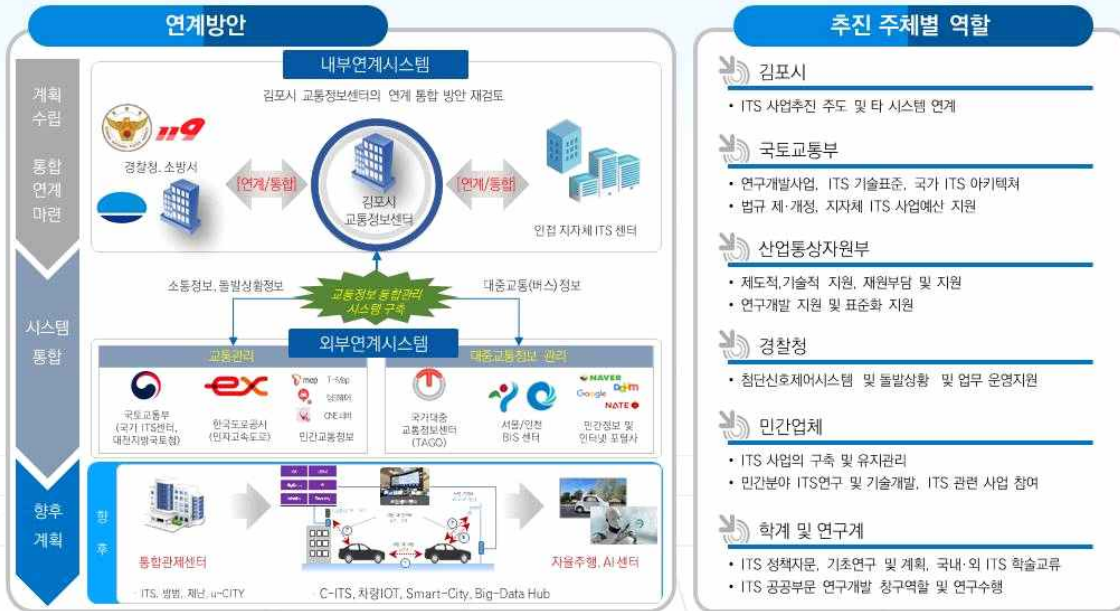 연계방안
계획
수립
통합
연계
마련
시스템
통합
향후
계획
내부연계시스템
김포시 교통정보센터의 연계 통합 방안 재검토
119
경찰청, 소방서
[연계/통합]
김포시
교통정보센터
[연계/통합]
인접 지자체 ITS 센터
소통정보, 돌발상황정보
교통정보 통합관리
시스템 구축
대중교통(버스)정보
외부연계시스템
교통관리
국토교통부
(국가 ITS센터,
대전지방국토청)
ex
한국도로공사
(민자고속도로)
T map
T-Map
민간교통정보
대중교통정보 관리
국가대중
교통정보센터
(TAGO)
서울/인천
BIS 센터
NAVER
Google
Daum
NATE
민간정보 및
인터넷 포털사
향
후
통합관제센터
ITS, 방범, 재난, u-CITY
C-ITS, 차량IOT, Smart-City, Big-Data Hub
자율주행, AI 센터
추진 주체별 역할
김포시
• ITS 사업추진 주도 및 타 시스템 연계
국토교통부
• 연구개발사업, ITS 기술표준, 국가 ITS 아키텍쳐
• 법규 제·개정, 지자체 ITS 사업예산 지원
산업통상자원부
• 제도적,기술적 지원, 재원부담 및 지원
• 연구개발 지원 및 표준화 지원
경찰청
• 첨단신호제어시스템 및 돌발상황 및 업무 운영지원
민간업체
• ITS 사업의 구축 및 유지관리
• 민간분야 ITS연구 및 기술개발, ITS 관련 사업 참여
학계 및 연구계
• ITS 정책자문, 기초연구 및 계획, 국내·외 ITS 학술교류
• ITS 공공부문 연구개발 창구역할 및 연구수행